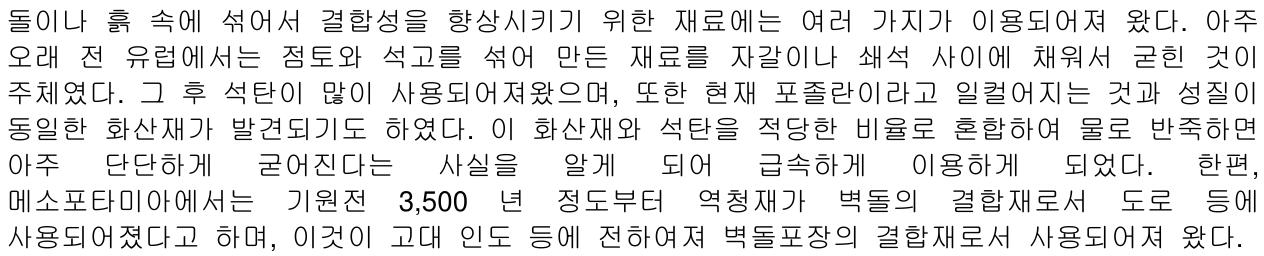 돌이나 흙 속에 섞어서 결합성을 향상시키기 위한 재료에는 여러 가지가 이용되어져 왔다. 아주
오래 전 유럽에서는 점토와 석고를 섞어 만든 재료를 자갈이나 쇄석 사이에 채워서 굳힌 것이
주체였다. 그 후 석탄이 많이 사용되어져왔으며, 또한 현재 포졸란이라고 일컬어지는 것과 성질이
동일한 화산재가 발견되기도 하였다. 이 화산재와 석탄을 적당한 비율로 혼합하여 물로 반죽하면
아주 단단하게 굳어진다는 사실을 알게 되어 급속하게 이용하게 되었다. 한편,
메소포타미아에서는 기원전 3,500 년 정도부터 역청재가 벽돌의 결합재로서 도로 등에
사용되어졌다고 하며, 이것이 고대 인도 등에 전하여져 벽돌포장의 결합재로서 사용되어져 왔다.